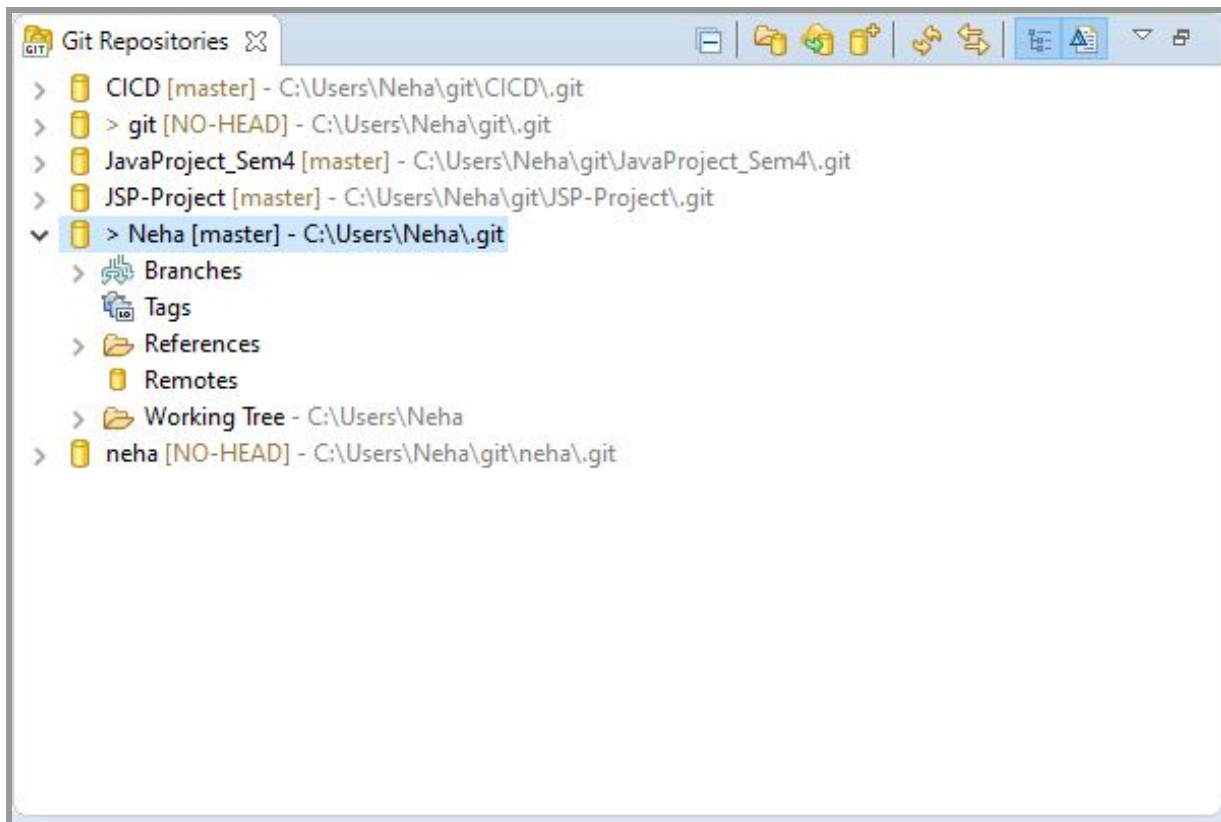 Git Repositories
CICD [master] - C:\Users\Neha\git\CICD\.git
> git [NO-HEAD] - C:\Users\Neha\git\.git
JavaProject_Sem4 [master] - C:\Users\Neha\git\JavaProject_Sem4\.git
JSP-Project [master] - C:\Users\Neha\git\JSP-Project\.git
> Neha [master] - C:\Users\Neha\.git
Branches
Tags
References
Remotes
Working Tree - C:\Users\Neha
neha [NO-HEAD] - C:\Users\Neha\git\neha\.git